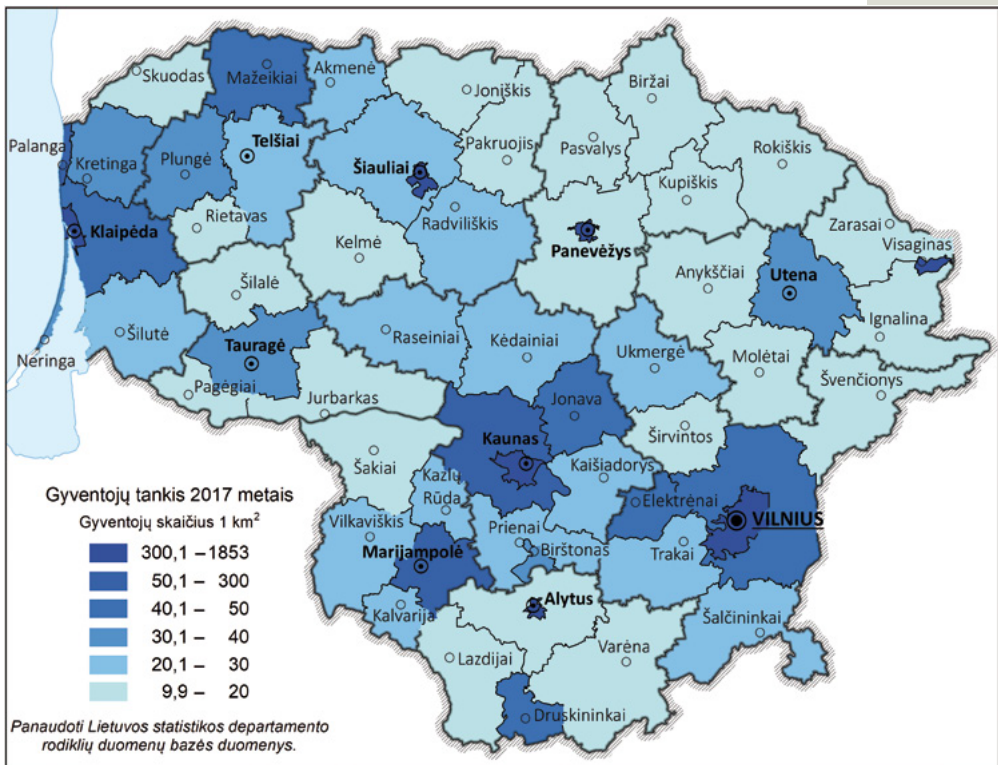 Skuodas
Mažeikiai
Akmenė
Joniškis
Biržai
Palanga
Kretinga
Plungė
Telšiai
Šiauliai
Pakruojis
Pasvalys
Rokiškis
Kupiškis
Rietavas
Radviliškis
Klaipėda
Kelmė
Panevėžys
Zarasai
Visaginas
Anykščiai
Utena
Šilalė
Ignalina
Šilutė
Raseiniai
Kėdainiai
Ukmergė
Molėtai
Neringa
Tauragė
Švenčionys
Pagėgiai
Jurbarkas
Jonava
Širvintos
Kaunas
Šakiai
Kaišiadorys
Kazlų
Rūda
Elektrėnai
VILNIUS
Vilkaviškis
Prienai
Birštonas
Trakai
Marijampolė
Kalvarija
Alytus
Šalčininkai
Lazdijai
Varėna
Druskininkai
Gyventojų tankis 2017 metais
Gyventojų skaičius 1 km²
300,1 – 1853
50,1 – 300
40,1 – 50
30,1 – 40
20,1 – 30
9,9 – 20
Panaudoti Lietuvos statistikos departamento
rodiklių duomenų bazės duomenys.